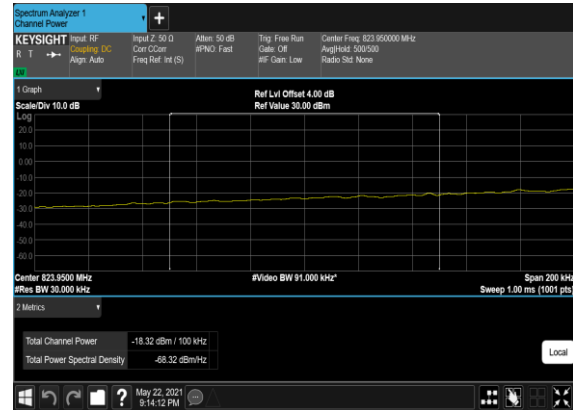 Spectrum Analyzer 1
Channel Power
+
KEYSIGHT
R T
LXI
Input: RF
Coupling: DC
Align: Auto
Input Z: 50 Ω
Corr CCorr
Freq Ref: Int (S)
Atten: 50 dB
#PNO: Fast
Trig: Free Run
Gate: Off
#IF Gain: Low
Center Freq: 823.950000 MHz
Avg|Hold: 500/500
Radio Std: None
1 Graph
Scale/Div 10.0 dB
Ref Lvl Offset 4.00 dB
Ref Value 30.00 dBm
Log
20.0
10.0
0.00
-10.0
-20.0
-30.0
-40.0
-50.0
-60.0
Center 823.9500 MHz
#Res BW 30.000 kHz
#Video BW 91.000 kHz*
Span 200 kHz
Sweep 1.00 ms (1001 pts)
2 Metrics
Total Channel Power -18.32 dBm / 100 kHz
Total Power Spectral Density -68.32 dBm/Hz
Local
?
May 22, 2021
9:14:12 PM